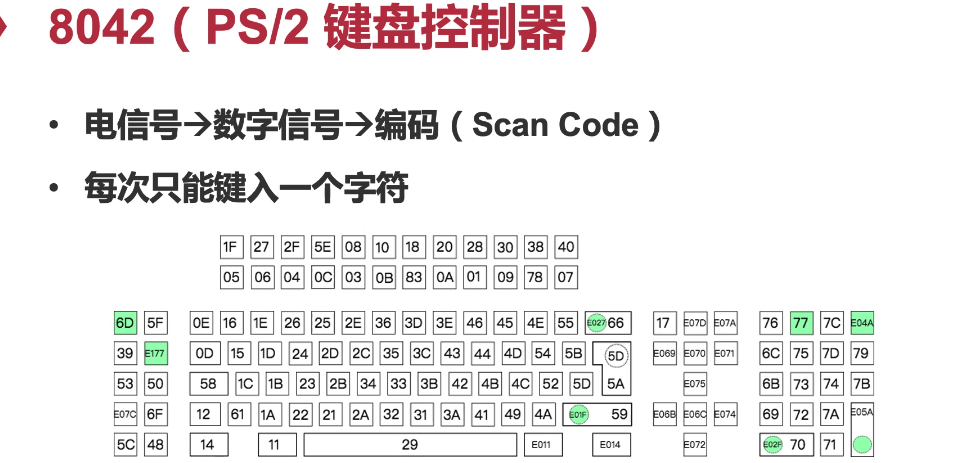 8042（PS/2 键盘控制器）
• 电信号→数字信号→编码（Scan Code）
• 每次只能键入一个字符
1F 27 2F 5E 08 10 18 20 28 30 38 40
05 06 04 0C 03 0B 83 0A 01 09 78 07
6D 5F 0E 16 1E 26 25 2E 36 3D 3E 46 45 4E 55 E027 66 17 E07D E07A 76 77 7C E04A
39 E177 0D 15 1D 24 2D 2C 35 3C 43 44 4D 54 5B 5D E069 E070 E071 6C 75 7D 79
53 50 58 1C 1B 23 2B 34 33 3B 42 4B 4C 52 5D 5A E075 6B 73 74 7B
E07C 6F 12 61 1A 22 21 2A 32 31 3A 41 49 4A E01F 59 E06B E06C E074 69 72 7A E05A
5C 48 14 11 29 E011 E014 E072 E02F 70 71